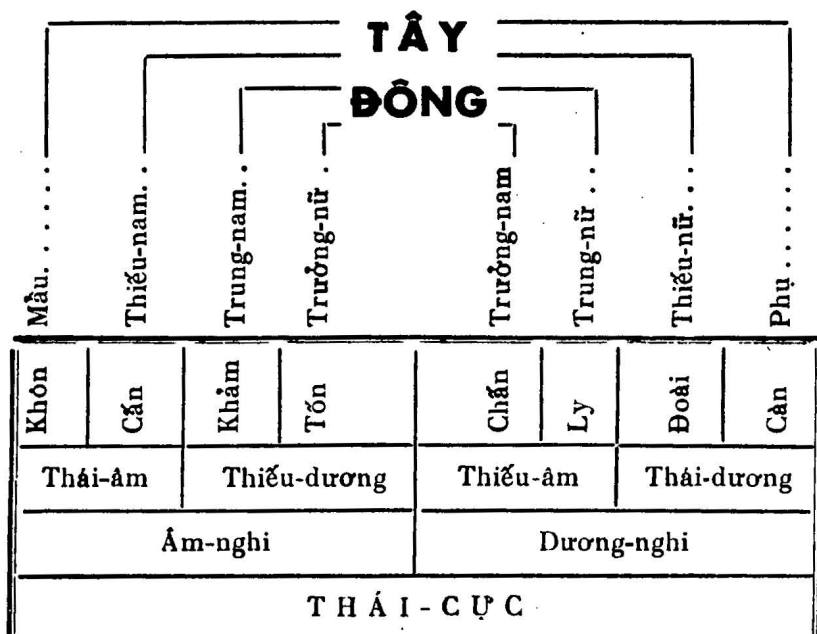 TÂY
ĐÔNG
Mẫu...... Thiếu-nam.. Trung-nam.. Trưởng-nữ.. Trưởng-nam Trung-nữ.. Thiếu-nữ... Phụ......
Khôn Cấn Khảm Tốn Chấn Ly Đoài Càn
Thái-âm Thiếu-dương Thiếu-âm Thái-dương
Âm-nghi Dương-nghi
THÁI-CỰC